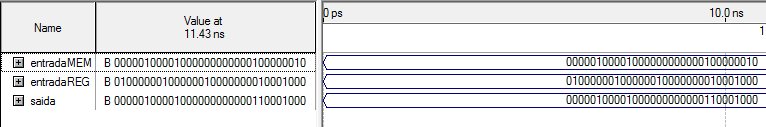 Name
Value at
11.43 ns
0 ps
10.0 ns
1
entradaMEM B 00000100001000000000000100000010 00000100001000000000000100000010
entradaREG B 01000000100000010000000010001000 01000000100000010000000010001000
saida B 00000100001000000000000110001000 00000100001000000000000110001000